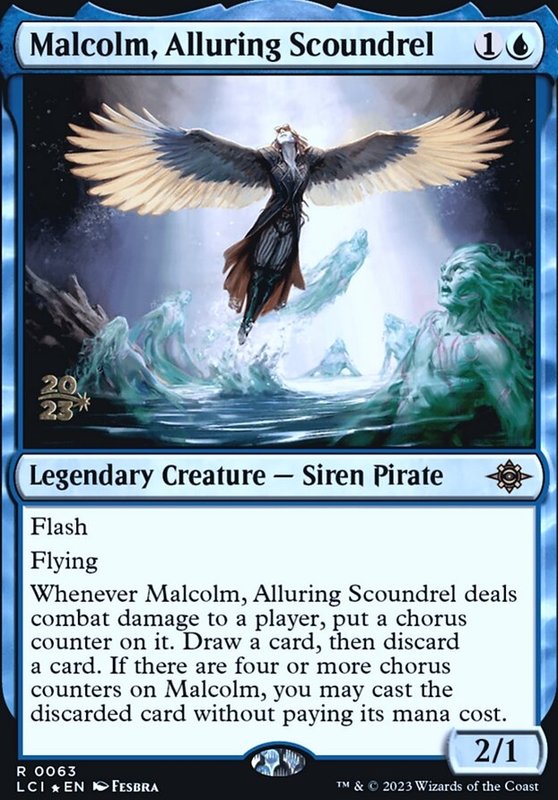 Malcolm, Alluring Scoundrel 1
20
23
Legendary Creature — Siren Pirate
Flash
Flying
Whenever Malcolm, Alluring Scoundrel deals
combat damage to a player, put a chorus
counter on it. Draw a card, then discard
a card. If there are four or more chorus
counters on Malcolm, you may cast the
discarded card without paying its mana cost.
2/1
R 0063
LCI ★ EN Fesbra
™ & © 2023 Wizards of the Coast